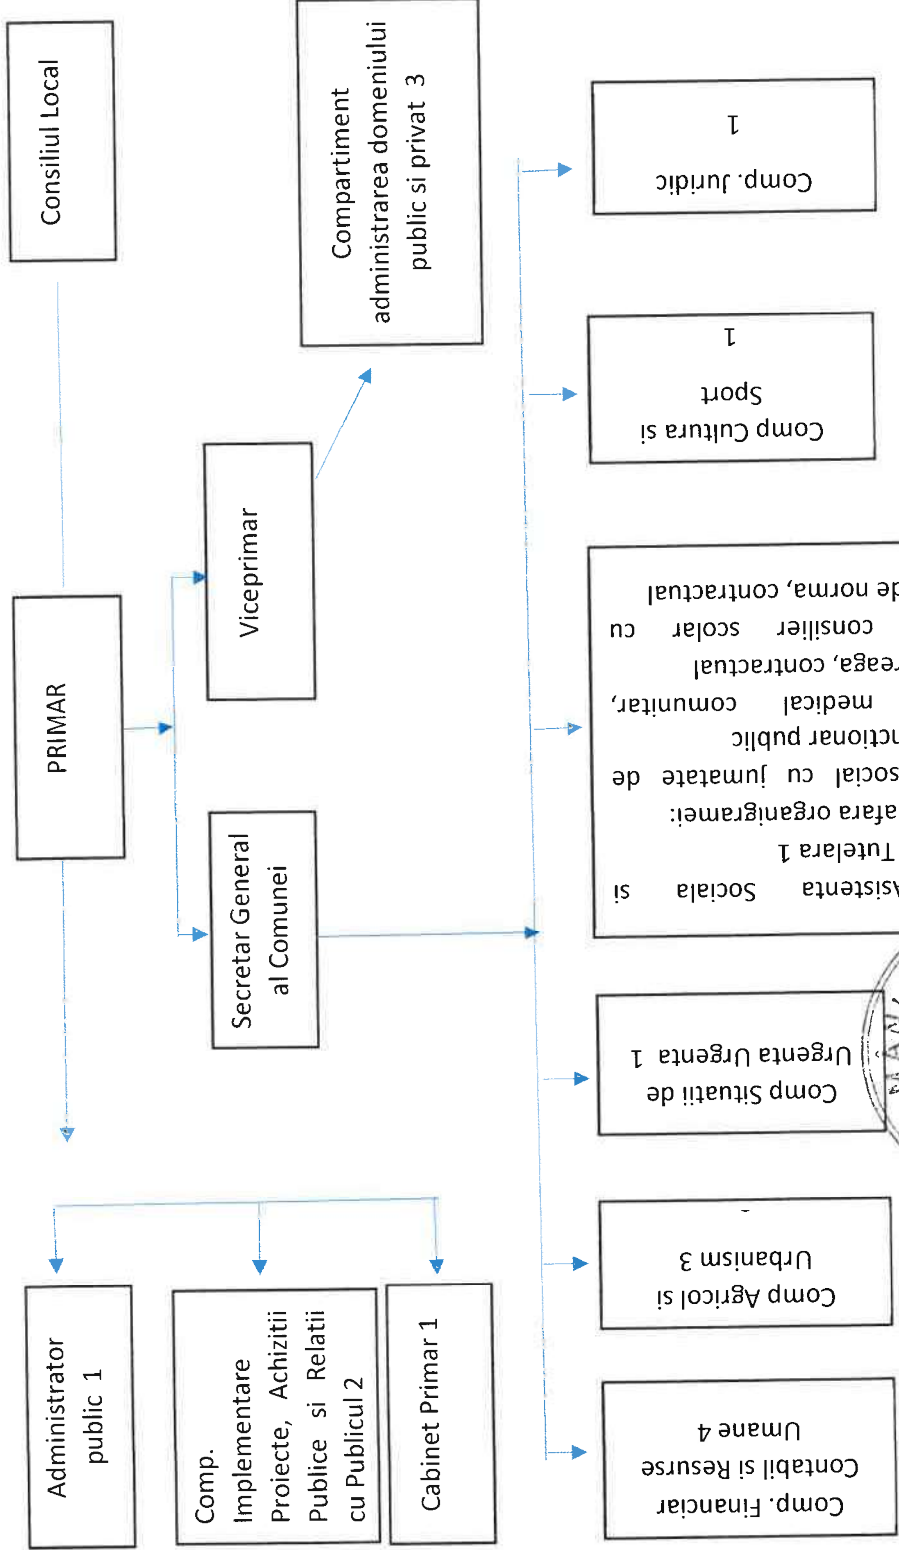 Consiliul Local
PRIMAR
Viceprimar
Secretar General
al Comunei
Compartiment
administrarea domeniului
public si privat 3
Administrator
public 1
Comp.
Implementare
Proiecte, Achizitii
Publice si Relatii
cu Publicul 2
Cabinet Primar 1
Comp. Financiar
Contabil si Resurse
Umane 4
Comp Agricol si
Urbanism 3
Comp Situatii de
Urgenta Urgenta 1
Asistenta Sociala si
Tutelara 1
afara organigramei:
social cu jumatate de
public
medical comunitar,
contractual
consilier scolar cu
de norma, contractual
Comp Cultura si
Sport
1
Comp. Juridic
1